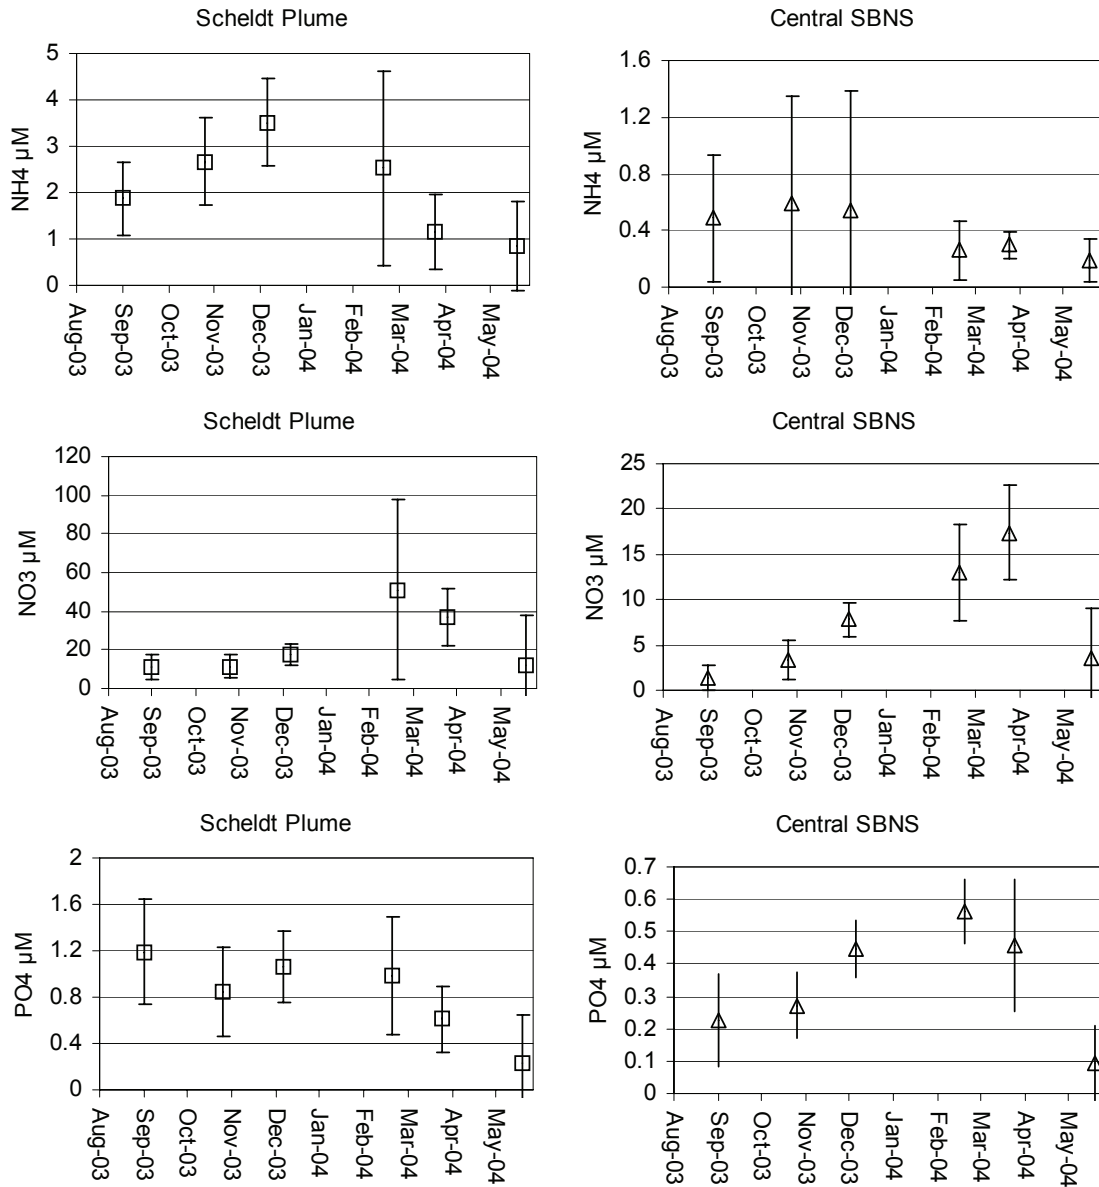 Scheldt Plume
NH4 µM
5
4
3
2
1
0
Aug-03
Sep-03
Oct-03
Nov-03
Dec-03
Jan-04
Feb-04
Mar-04
Apr-04
May-04
Central SBNS
NH4 µM
1.6
1.2
0.8
0.4
0
Aug-03
Sep-03
Oct-03
Nov-03
Dec-03
Jan-04
Feb-04
Mar-04
Apr-04
May-04
Scheldt Plume
NO3 µM
120
100
80
60
40
20
0
Aug-03
Sep-03
Oct-03
Nov-03
Dec-03
Jan-04
Feb-04
Mar-04
Apr-04
May-04
Central SBNS
NO3 µM
25
20
15
10
5
0
Aug-03
Sep-03
Oct-03
Nov-03
Dec-03
Jan-04
Feb-04
Mar-04
Apr-04
May-04
Scheldt Plume
PO4 µM
2
1.6
1.2
0.8
0.4
0
Aug-03
Sep-03
Oct-03
Nov-03
Dec-03
Jan-04
Feb-04
Mar-04
Apr-04
May-04
Central SBNS
PO4 µM
0.7
0.6
0.5
0.4
0.3
0.2
0.1
0
Aug-03
Sep-03
Oct-03
Nov-03
Dec-03
Jan-04
Feb-04
Mar-04
Apr-04
May-04